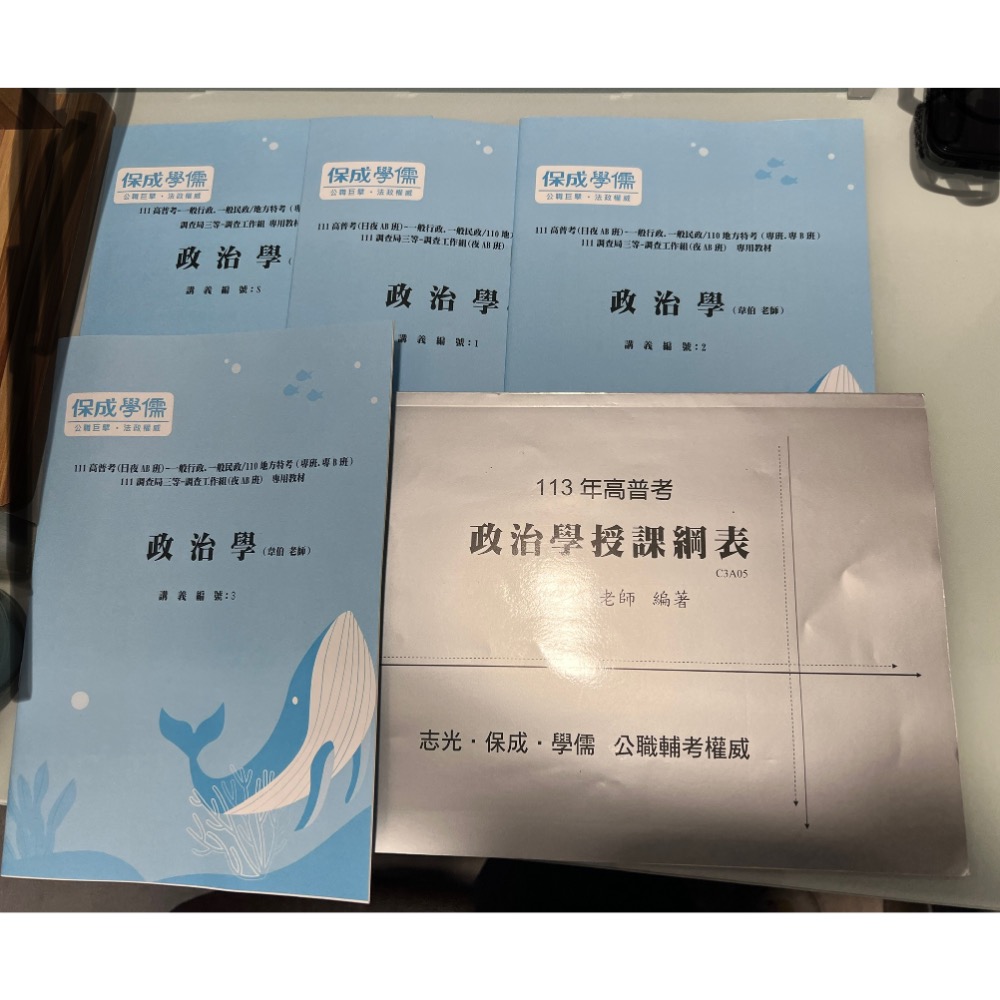 保成學儒
公職巨擘・法政權威
111 高普考-一般行政.一般民政/地方特考(專
調查局三等-調查工作組 專用教材
政治學(
講義編號:S
保成學儒
公職巨擘・法政權威
111 高普考(日夜 AB 班)-一般行政.一般民政/110 地
111 調查局三等-調查工作組(夜 AB 班)
政治學
講義編號:1
保成學儒
公職巨擘・法政權威
111 高普考(日夜 AB 班)-一般行政.一般民政/110 地方特考(專班.專 B 班)
111 調查局三等-調查工作組(夜 AB 班) 專用教材
政治學(韋伯 老師)
講義編號:2
保成學儒
公職巨擘・法政權威
111 高普考(日夜 AB 班)-一般行政.一般民政/110 地方特考(專班.專 B 班)
111 調查局三等-調查工作組(夜 AB 班) 專用教材
政治學(韋伯 老師)
講義編號:3
113 年高普考
政治學授課綱表
C3A05
老師 編著
志光・保成・學儒 公職輔考權威